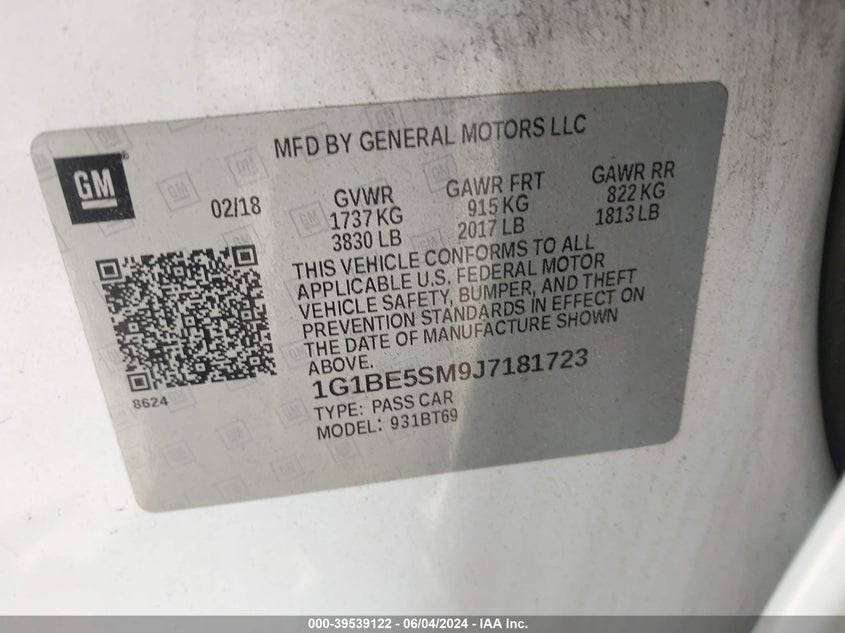 MFD BY GENERAL MOTORS LLC
GM
02/18
GVWR
1737 KG
3830 LB
GAWR FRT
915 KG
2017 LB
GAWR RR
822 KG
1813 LB
THIS VEHICLE CONFORMS TO ALL
APPLICABLE U.S. FEDERAL MOTOR
VEHICLE SAFETY, BUMPER, AND THEFT
PREVENTION STANDARDS IN EFFECT ON
THE DATE OF MANUFACTURE SHOWN
ABOVE.
8624
1G1BE5SM9J7181723
TYPE: PASS CAR
MODEL: 931BT69
000-39539122 - 06/04/2024 - IAA Inc.